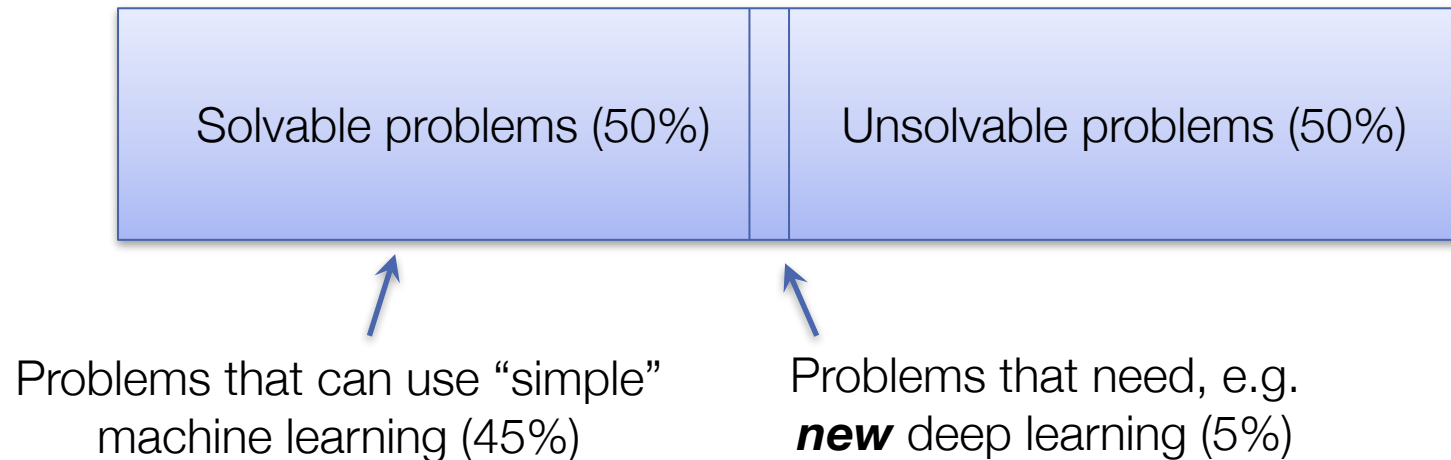 Solvable problems (50%)
Unsolvable problems (50%)
Problems that can use “simple”
machine learning (45%)
Problems that need, e.g.
new deep learning (5%)